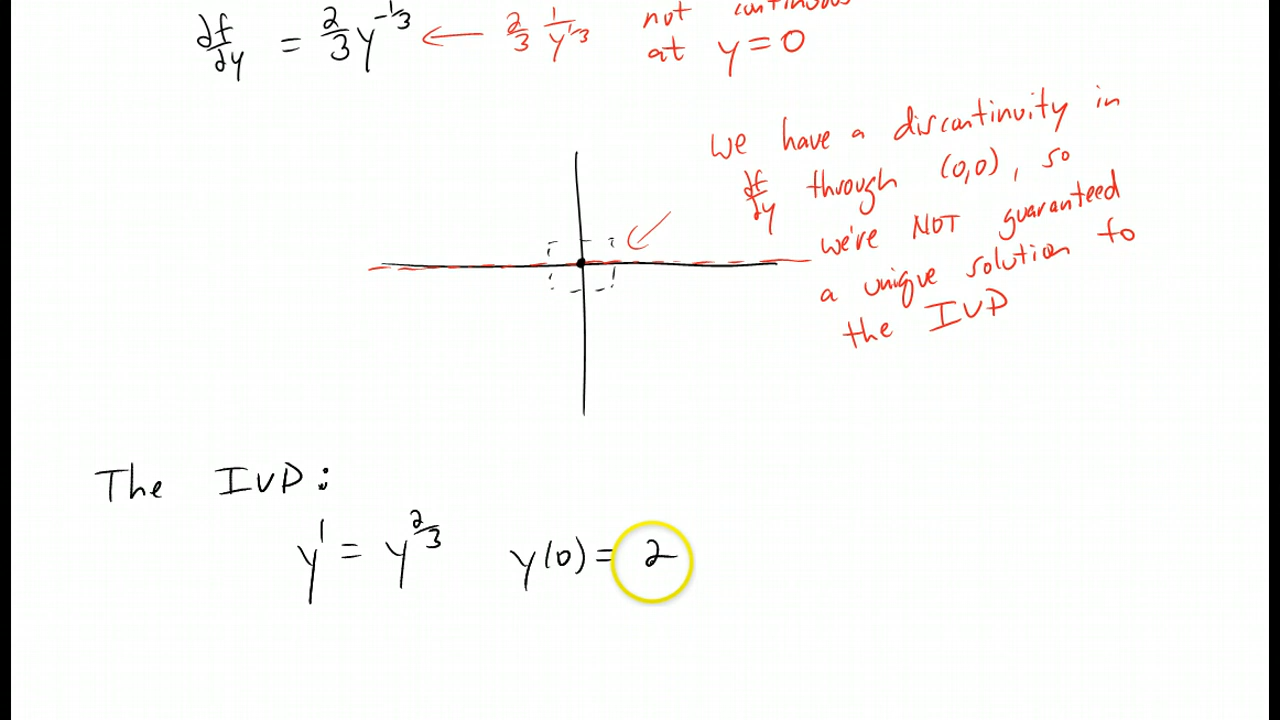 ∂f/∂y = 2/3 y^(-1/3) ← 2/3 1/y^(1/3) not continuous
at y = 0
We have a discontinuity in
∂f/∂y through (0,0), so
we're NOT guaranteed
a unique solution to
the IVP
The IVP:
y' = y^(2/3) y(0) = 2